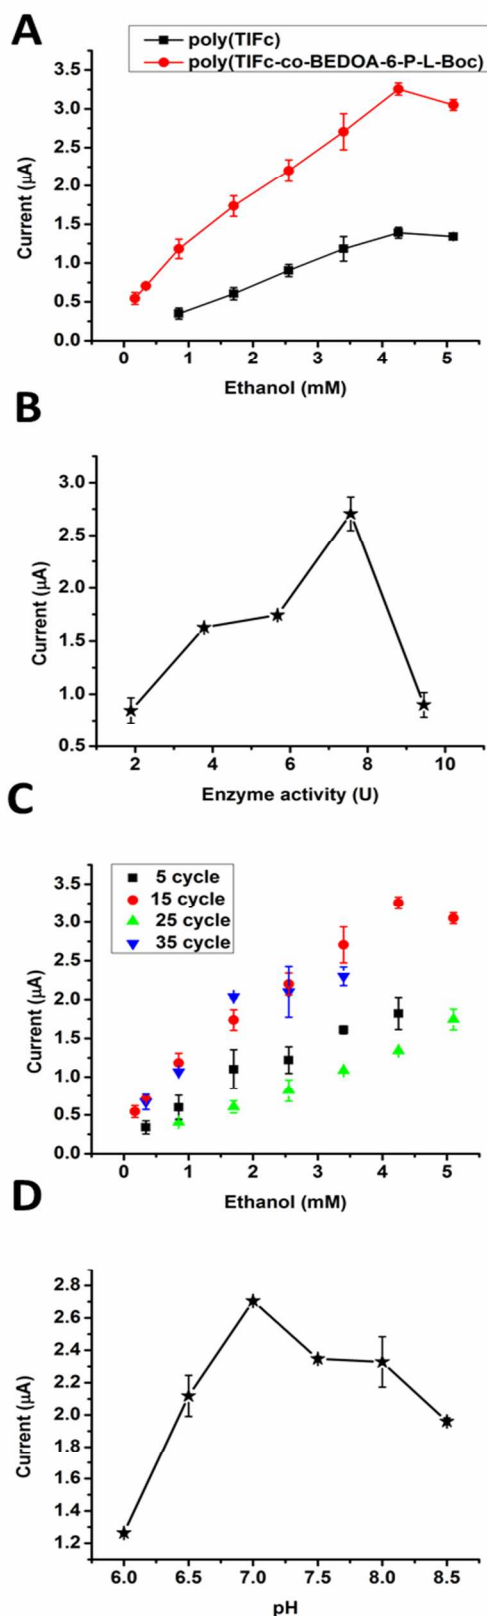 A
poly(TIFc)
poly(TIFc-co-BEDOA-6-P-L-Boc)
3.5
3.0
2.5
2.0
1.5
1.0
0.5
0.0
Current (µA)
0 1 2 3 4 5
Ethanol (mM)
B
3.0
2.5
2.0
1.5
1.0
0.5
Current (µA)
2 4 6 8 10
Enzyme activity (U)
C
5 cycle
15 cycle
25 cycle
35 cycle
3.5
3.0
2.5
2.0
1.5
1.0
0.5
0.0
Current (µA)
0 1 2 3 4 5
Ethanol (mM)
D
2.8
2.6
2.4
2.2
2.0
1.8
1.6
1.4
1.2
Current (µA)
6.0 6.5 7.0 7.5 8.0 8.5
pH